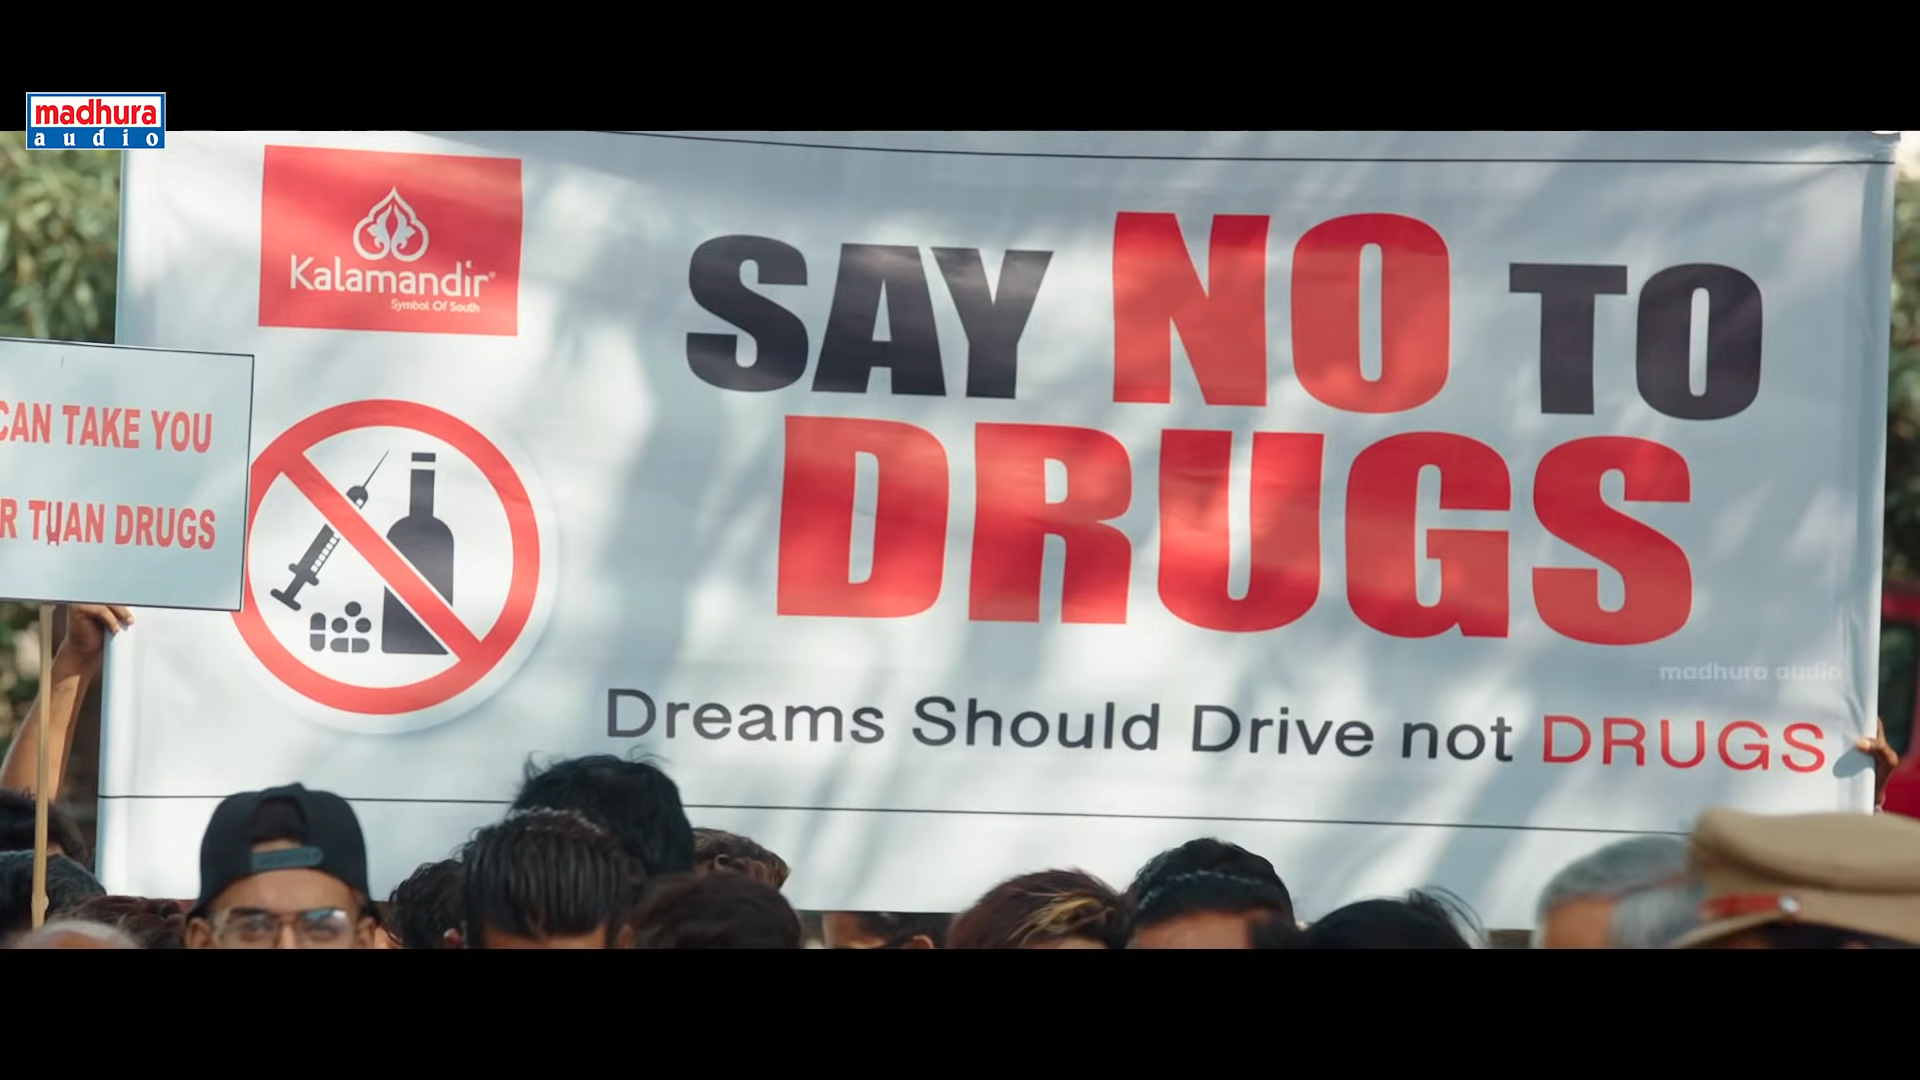 madhura
audio
Kalamandir
Symbol Of South
SAY NO TO
DRUGS
CAN TAKE YOU
R TUAN DRUGS
madhura audio
Dreams Should Drive not DRUGS